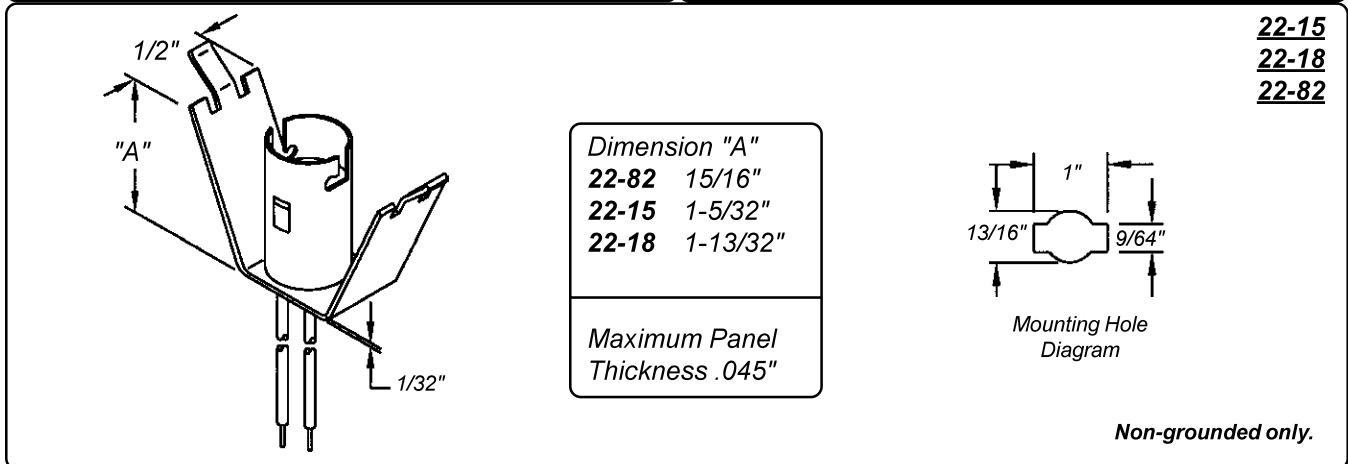 22-15
22-18
22-82
1/2"
"A"
1/32"
Dimension "A"
22-82 15/16"
22-15 1-5/32"
22-18 1-13/32"
Maximum Panel
Thickness .045"
1"
13/16"
9/64"
Mounting Hole
Diagram
Non-grounded only.